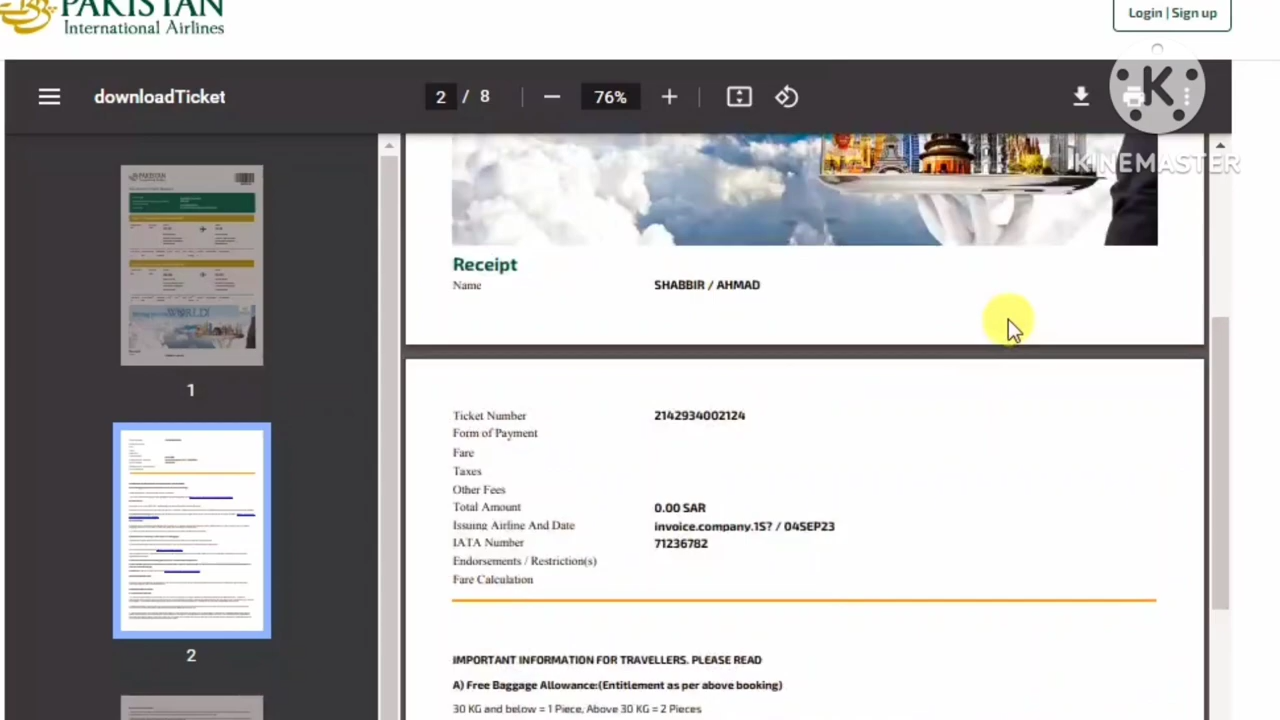 PAKISTAN
International Airlines
Login | Sign up
downloadTicket
2 / 8
76%
K
KINEMASTER
Receipt
Name SHABBIR / AHMAD
Ticket Number 2142934002124
Form of Payment
Fare
Taxes
Other Fees
Total Amount 0.00 SAR
Issuing Airline And Date invoice.company.1S? / 04SEP23
IATA Number 71236782
Endorsements / Restriction(s)
Fare Calculation
IMPORTANT INFORMATION FOR TRAVELLERS. PLEASE READ
A) Free Baggage Allowance:(Entitlement as per above booking)
30 KG and below = 1 Piece, Above 30 KG = 2 Pieces
1
2